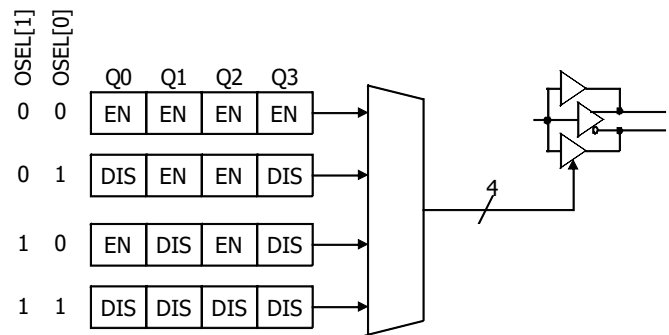 OSEL[1] OSEL[0]
Q0 Q1 Q2 Q3
0 0 EN EN EN EN
0 1 DIS EN EN DIS
4
1 0 EN DIS EN DIS
1 1 DIS DIS DIS DIS